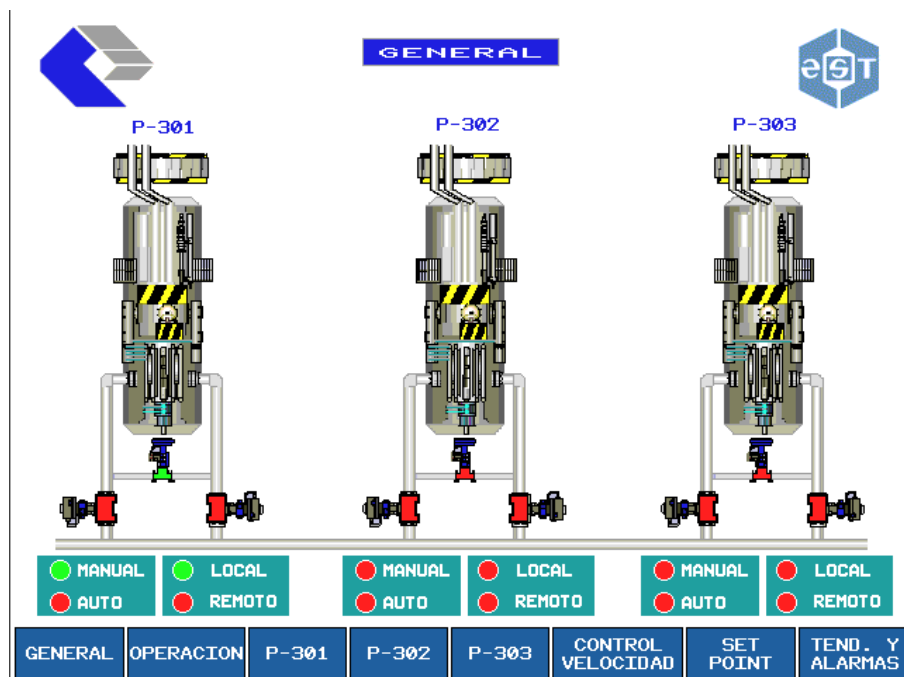 GENERAL
eST
P-301
P-302
P-303
MANUAL
LOCAL
MANUAL
LOCAL
MANUAL
LOCAL
AUTO
REMOTO
AUTO
REMOTO
AUTO
REMOTO
GENERAL
OPERACION
P-301
P-302
P-303
CONTROL
VELOCIDAD
SET
POINT
TEND. Y
ALARMAS